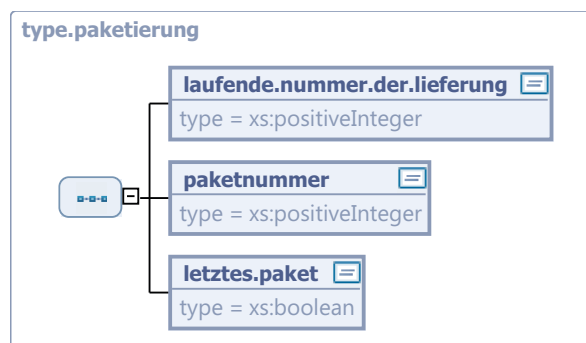 type.paketierung
laufende.nummer.der.lieferung
type = xs:positiveInteger
paketnummer
type = xs:positiveInteger
letztes.paket
type = xs:boolean